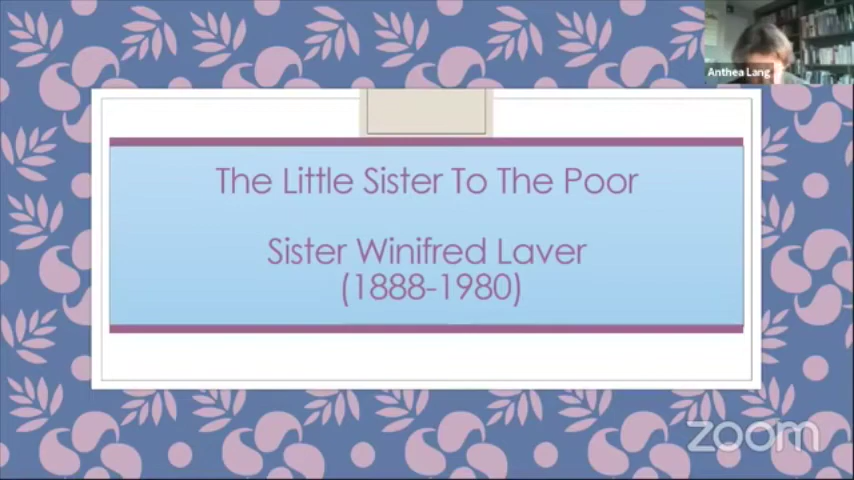 Anthea Lang
The Little Sister To The Poor
Sister Winifred Laver
(1888-1980)
zoom